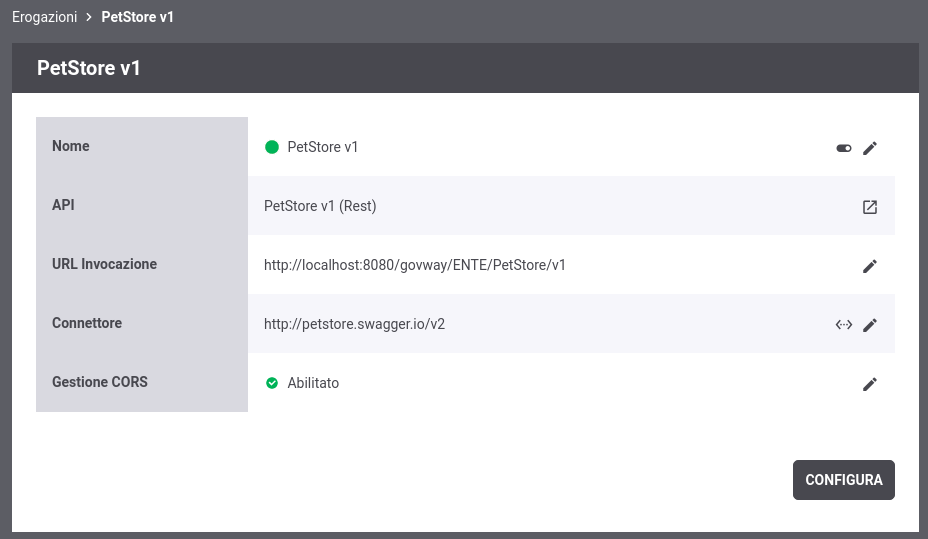 Erogazioni > PetStore v1
PetStore v1
Nome PetStore v1
API PetStore v1 (Rest)
URL Invocazione http://localhost:8080/govway/ENTE/PetStore/v1
Connettore http://petstore.swagger.io/v2
Gestione CORS Abilitato
CONFIGURA